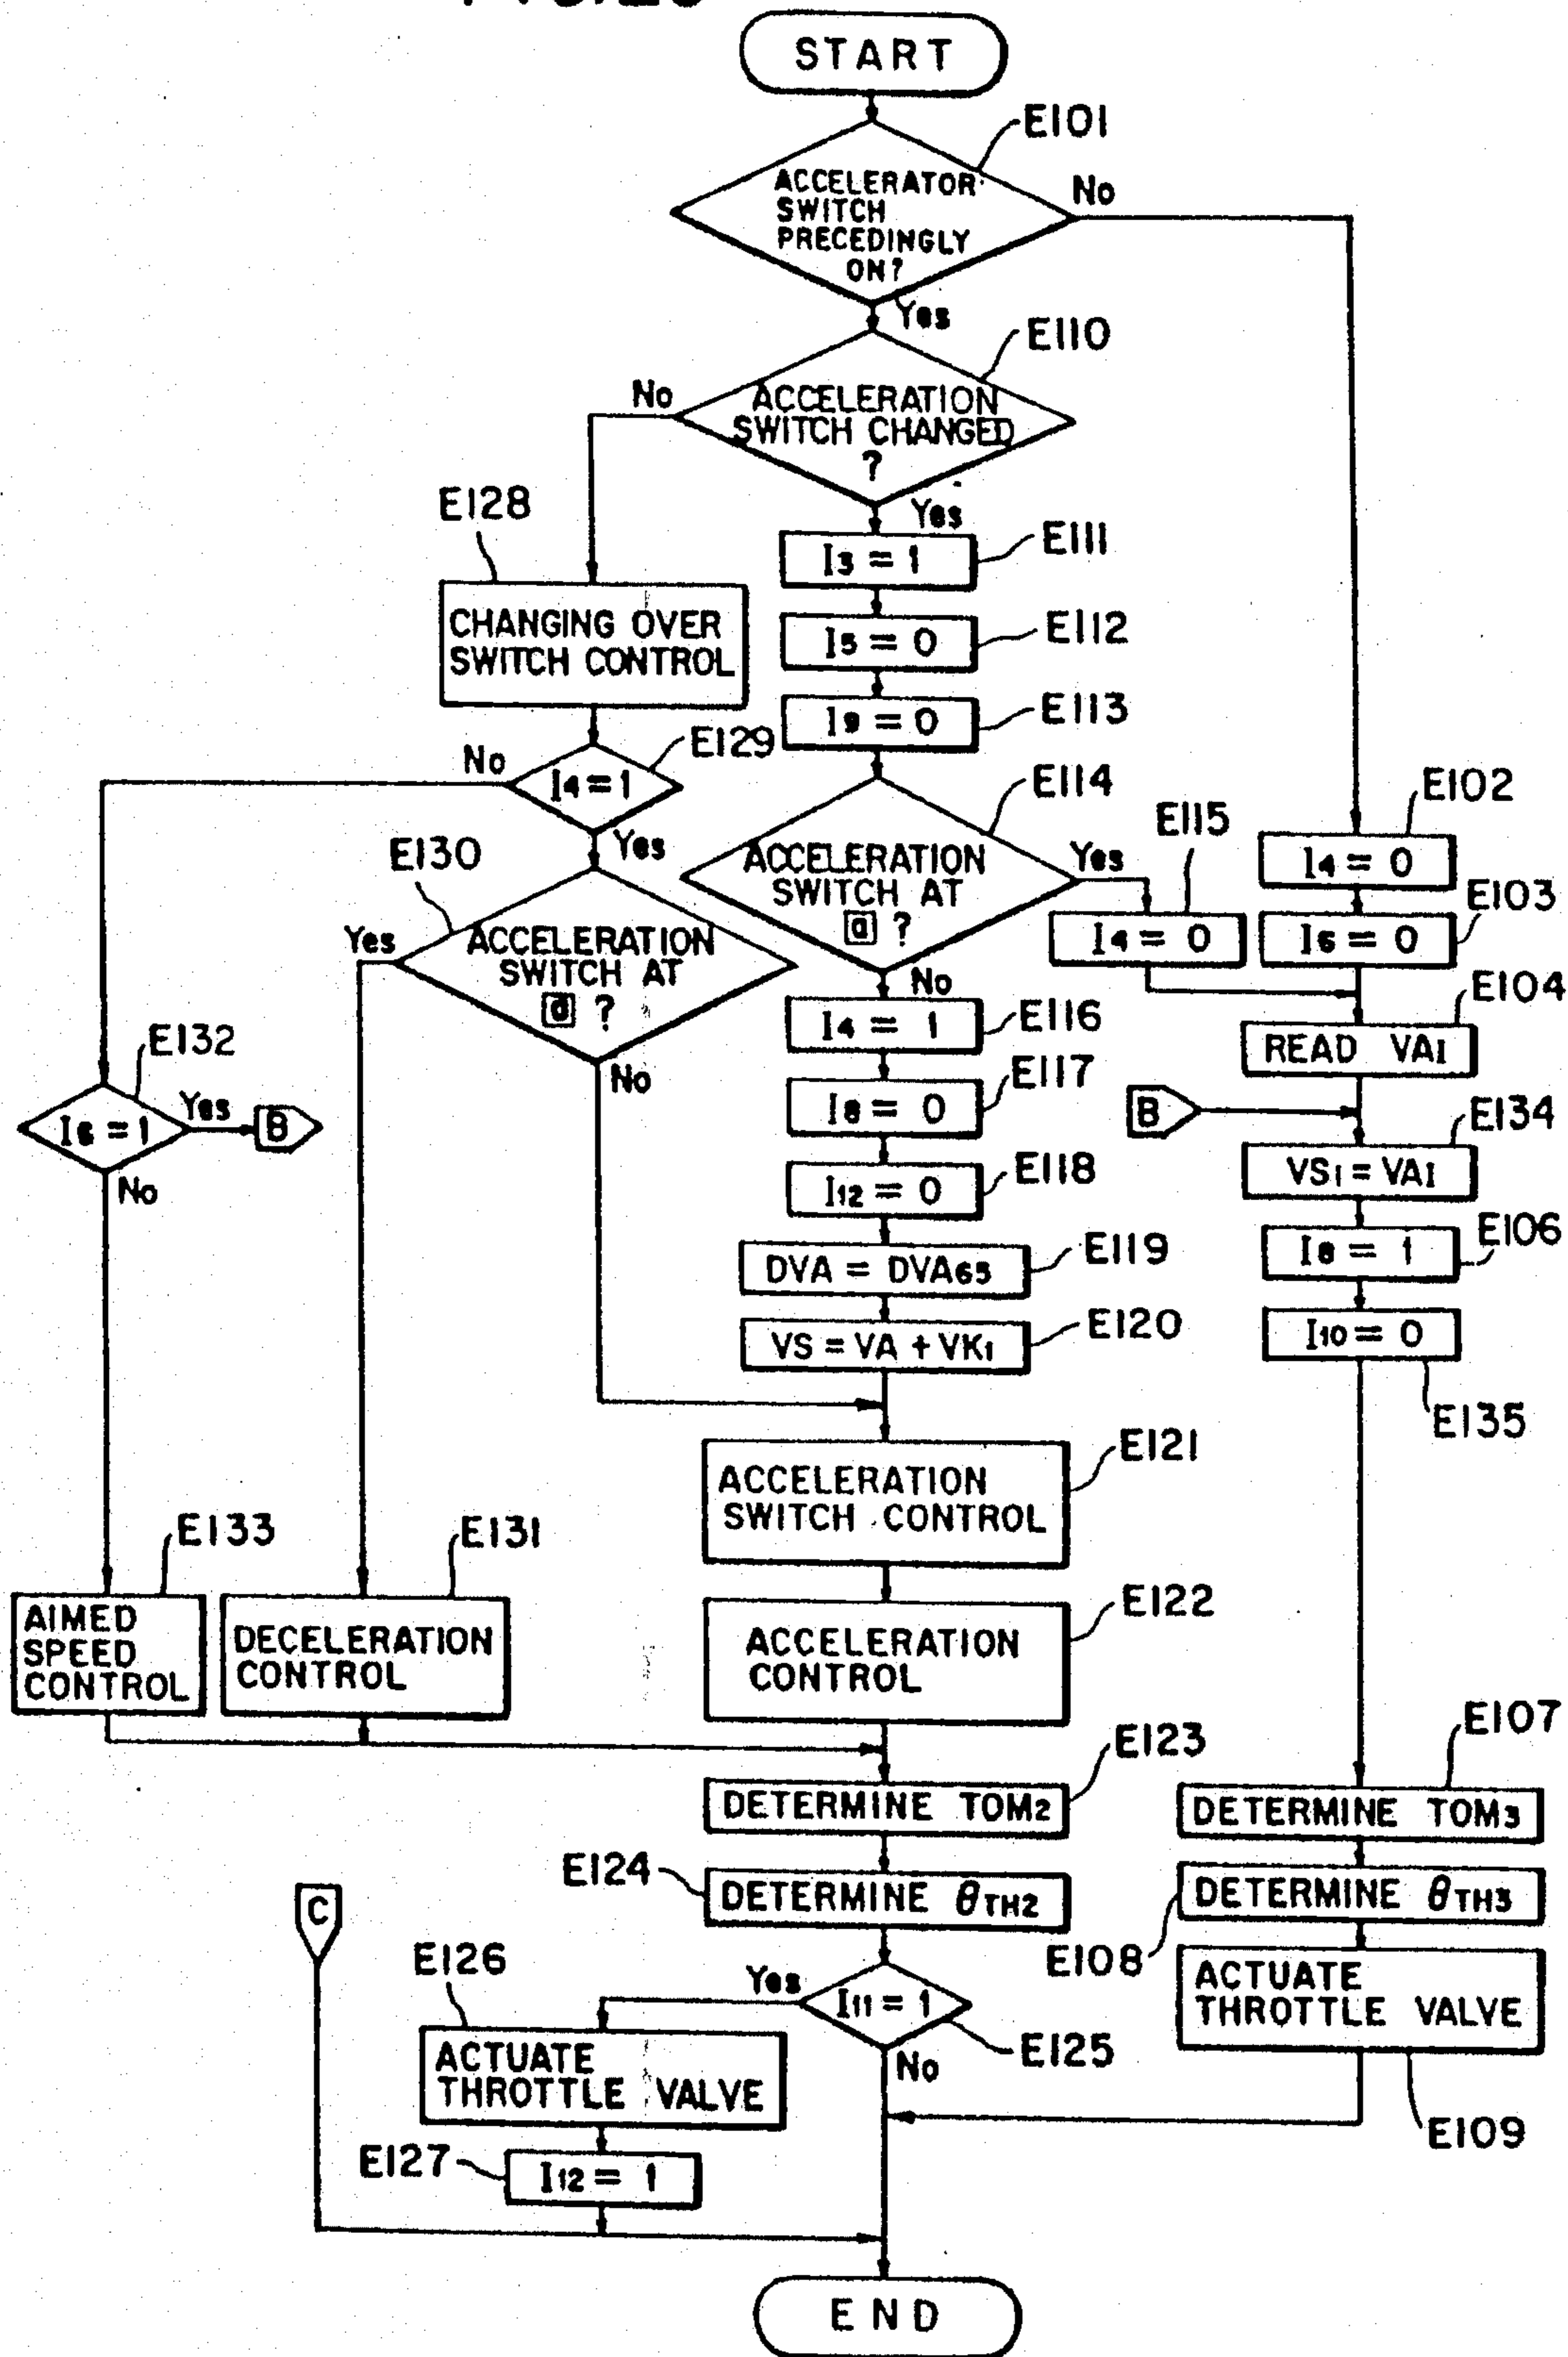 START
E101
ACCELERATOR
SWITCH
PRECEDINGLY
ON?
No
Yes
E110
ACCELERATION
SWITCH CHANGED
?
No
Yes
E128
CHANGING OVER
SWITCH CONTROL
E111
I3 = 1
E112
I5 = 0
E113
I9 = 0
E129
I4 = 1
No
Yes
E114
ACCELERATION
SWITCH AT
a ?
Yes
No
E115
I4 = 0
E102
I4 = 0
E103
I6 = 0
E130
ACCELERATION
SWITCH AT
a ?
Yes
No
E104
READ VAI
E116
I4 = 1
E117
I8 = 0
E118
I12 = 0
E119
DVA = DVA65
E120
VS = VA + VK1
E132
I6 = 1
Yes
B
No
B
E134
VS1 = VAI
E106
I8 = 1
I10 = 0
E135
E121
ACCELERATION
SWITCH CONTROL
E122
ACCELERATION
CONTROL
E133
AIMED
SPEED
CONTROL
E131
DECELERATION
CONTROL
E123
DETERMINE TOM2
E107
DETERMINE TOM3
E124
DETERMINE θTH2
E108
DETERMINE θTH3
C
E126
Yes
I11 = 1
E125
No
ACTUATE
THROTTLE VALVE
ACTUATE
THROTTLE VALVE
E109
E127
I12 = 1
END